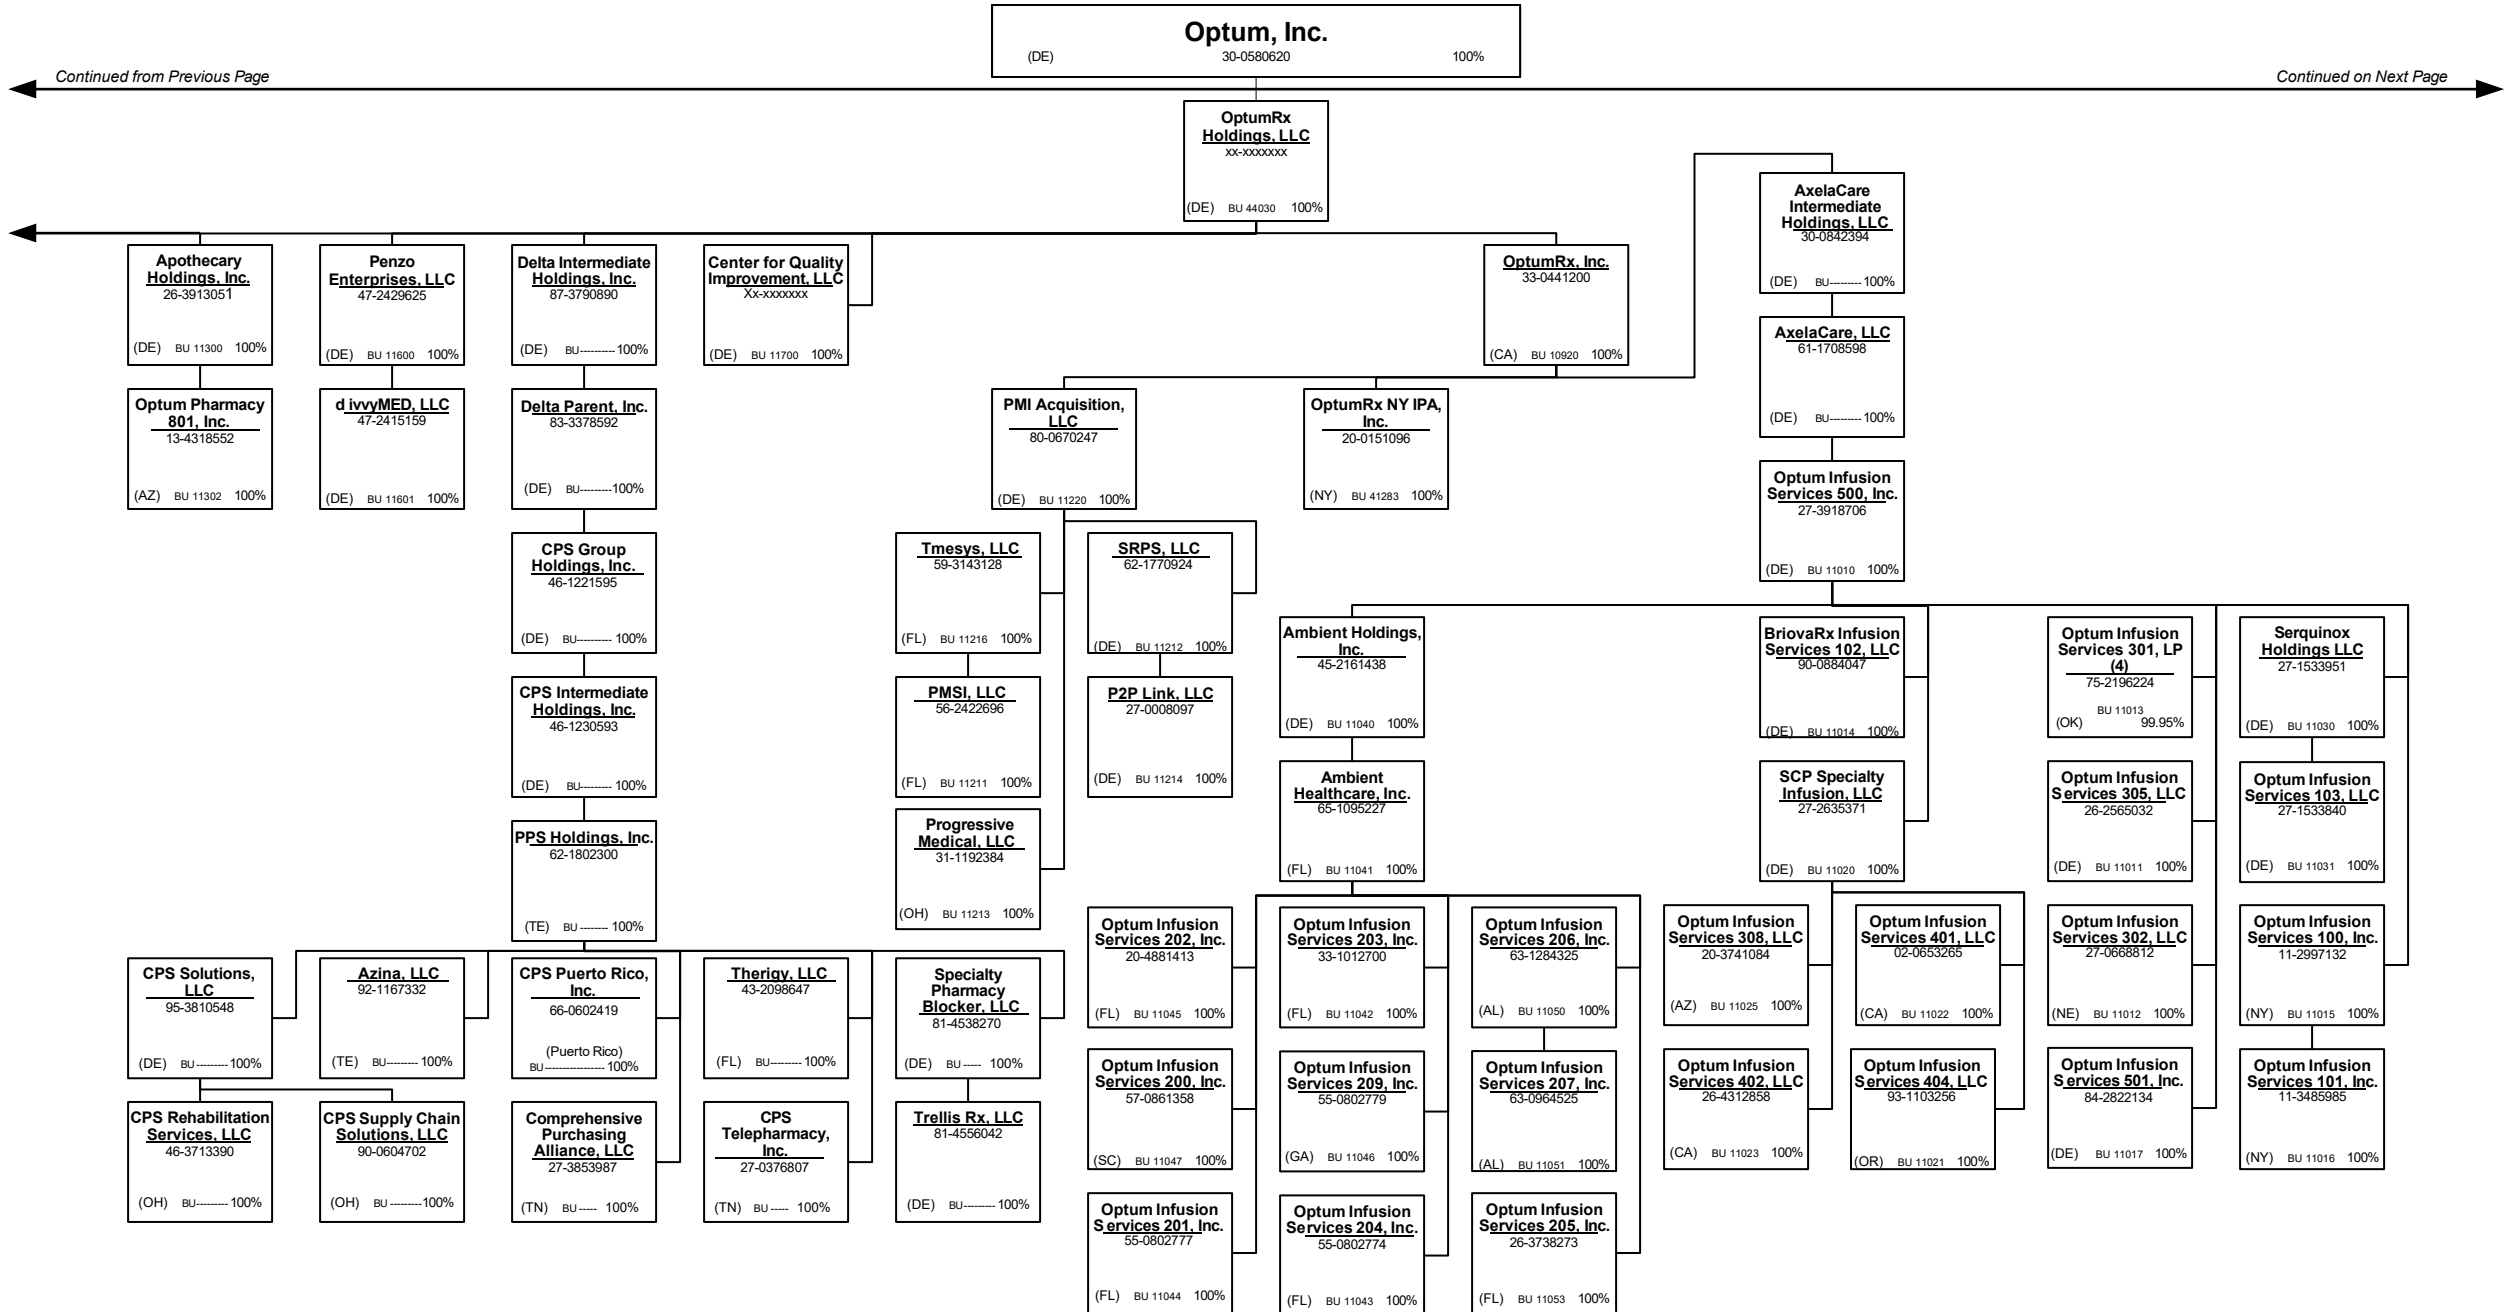 Optum, Inc.
(DE) 30-0580620 100%
Continued from Previous Page
Continued on Next Page
OptumRx
Holdings, LLC
xx-xxxxxxx
(DE) BU 44030 100%
AxelaCare
Intermediate
Holdings, LLC
30-0842394
(DE) BU--------- 100%
Apothecary
Holdings, Inc.
26-3913051
(DE) BU 11300 100%
Penzo
Enterprises, LLC
47-2429625
(DE) BU 11600 100%
Delta Intermediate
Holdings, Inc.
87-3790890
(DE) BU---------- 100%
Center for Quality
Improvement, LLC
Xx-xxxxxxx
(DE) BU 11700 100%
OptumRx, Inc.
33-0441200
(CA) BU 10920 100%
AxelaCare, LLC
61-1708598
(DE) BU--------- 100%
Optum Pharmacy
801, Inc.
13-4318552
(AZ) BU 11302 100%
d ivvyMED, LLC
47-2415159
(DE) BU 11601 100%
Delta Parent, Inc.
83-3378592
(DE) BU--------- 100%
PMI Acquisition,
LLC
80-0670247
(DE) BU 11220 100%
OptumRx NY IPA,
Inc.
20-0151096
(NY) BU 41283 100%
Optum Infusion
Services 500, Inc.
27-3918706
(DE) BU 11010 100%
CPS Group
Holdings, Inc.
46-1221595
(DE) BU---------- 100%
Tmesys, LLC
59-3143128
(FL) BU 11216 100%
SRPS, LLC
62-1770924
(DE) BU 11212 100%
Ambient Holdings,
Inc.
45-2161438
(DE) BU 11040 100%
BriovaRx Infusion
Services 102, LLC
90-0884047
(DE) BU 11014 100%
Optum Infusion
Services 301, LP
(4)
75-2196224
BU 11013
(OK) 99.95%
Serquinox
Holdings LLC
27-1533951
(DE) BU 11030 100%
CPS Intermediate
Holdings, Inc.
46-1230593
(DE) BU--------- 100%
PMSI, LLC
56-2422696
(FL) BU 11211 100%
P2P Link, LLC
27-0008097
(DE) BU 11214 100%
Ambient
Healthcare, Inc.
65-1095227
(FL) BU 11041 100%
SCP Specialty
Infusion, LLC
27-2635371
(DE) BU 11020 100%
Optum Infusion
Services 305, LLC
26-2565032
(DE) BU 11011 100%
Optum Infusion
Services 103, LLC
27-1533840
(DE) BU 11031 100%
PPS Holdings, Inc.
62-1802300
(TE) BU -------- 100%
Progressive
Medical, LLC
31-1192384
(OH) BU 11213 100%
Optum Infusion
Services 202, Inc.
20-4881413
(FL) BU 11045 100%
Optum Infusion
Services 203, Inc.
33-1012700
(FL) BU 11042 100%
Optum Infusion
Services 206, Inc.
63-1284325
(AL) BU 11050 100%
Optum Infusion
Services 308, LLC
20-3741084
(AZ) BU 11025 100%
Optum Infusion
Services 401, LLC
02-0653265
(CA) BU 11022 100%
Optum Infusion
Services 302, LLC
27-0668812
(NE) BU 11012 100%
Optum Infusion
Services 100, Inc.
11-2997132
(NY) BU 11015 100%
CPS Solutions,
LLC
95-3810548
(DE) BU--------- 100%
Azina, LLC
92-1167332
(TE) BU--------- 100%
CPS Puerto Rico,
Inc.
66-0602419
(Puerto Rico)
BU----------------- 100%
Therigy, LLC
43-2098647
(FL) BU--------- 100%
Specialty
Pharmacy
Blocker, LLC
81-4538270
(DE) BU ----- 100%
Optum Infusion
Services 200, Inc.
57-0861358
(SC) BU 11047 100%
Optum Infusion
Services 209, Inc.
55-0802779
(GA) BU 11046 100%
Optum Infusion
Services 207, Inc.
63-0964525
(AL) BU 11051 100%
Optum Infusion
Services 402, LLC
26-4312858
(CA) BU 11023 100%
Optum Infusion
Services 404, LLC
93-1103256
(OR) BU 11021 100%
Optum Infusion
Services 501, Inc.
84-2822134
(DE) BU 11017 100%
Optum Infusion
Services 101, Inc.
11-3485985
(NY) BU 11016 100%
CPS Rehabilitation
Services, LLC
46-3713390
(OH) BU--------- 100%
CPS Supply Chain
Solutions, LLC
90-0604702
(OH) BU --------- 100%
Comprehensive
Purchasing
Alliance, LLC
27-3853987
(TN) BU ----- 100%
CPS
Telepharmacy,
Inc.
27-0376807
(TN) BU ----- 100%
Trellis Rx, LLC
81-4556042
(DE) BU--------- 100%
Optum Infusion
Services 201, Inc.
55-0802777
(FL) BU 11044 100%
Optum Infusion
Services 204, Inc.
55-0802774
(FL) BU 11043 100%
Optum Infusion
Services 205, Inc.
26-3738273
(FL) BU 11053 100%